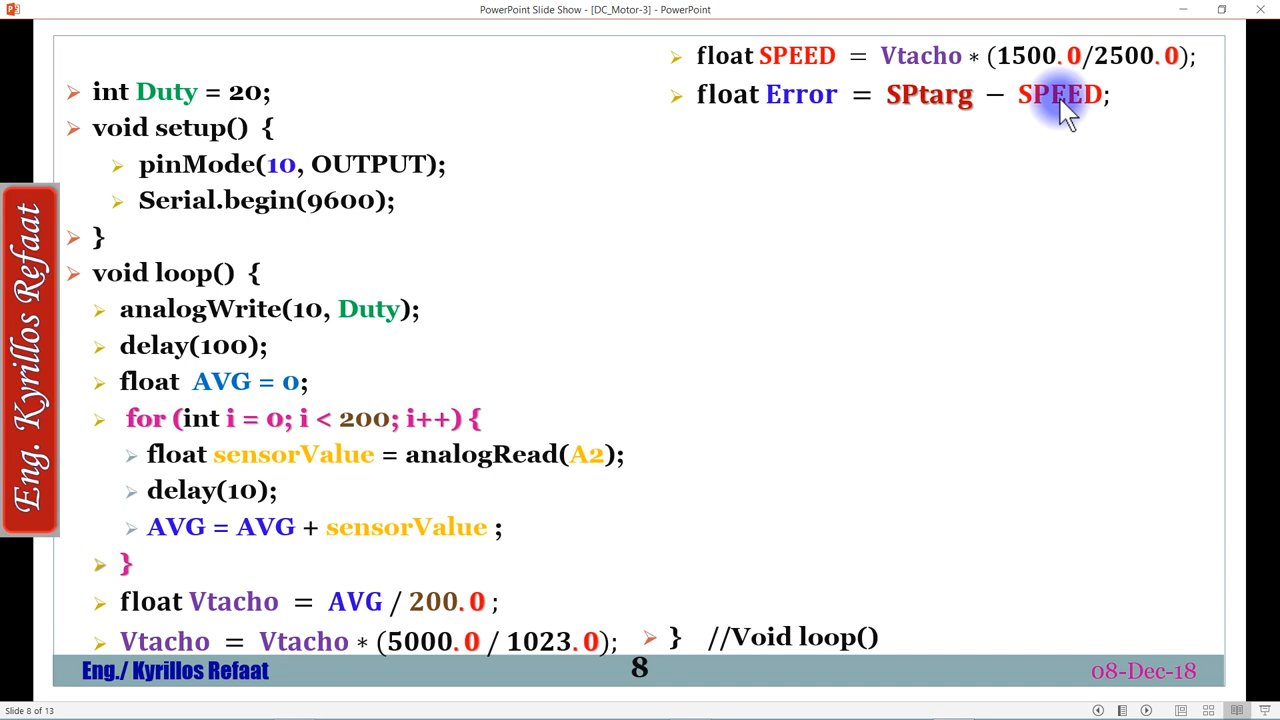 PowerPoint Slide Show - [DC_Motor-3] - PowerPoint
int Duty = 20;
void setup() {
pinMode(10, OUTPUT);
Serial.begin(9600);
}
void loop() {
analogWrite(10, Duty);
delay(100);
float AVG = 0;
for (int i = 0; i < 200; i++) {
float sensorValue = analogRead(A2);
delay(10);
AVG = AVG + sensorValue ;
}
float Vtacho = AVG / 200.0 ;
Vtacho = Vtacho * (5000.0 / 1023.0);
float SPEED = Vtacho * (1500.0/2500.0);
float Error = SPtarg − SPEED;
} //Void loop()
Eng. Kyrillos Refaat
Eng./ Kyrillos Refaat
8
08-Dec-18
Slide 8 of 13